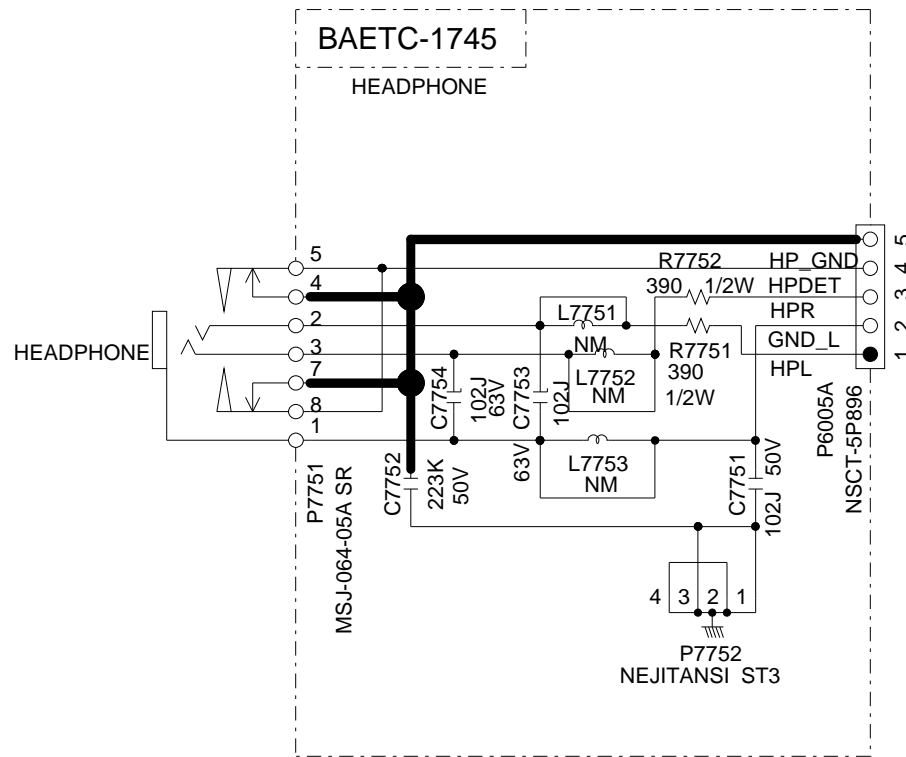 BAETC-1745
HEADPHONE
HEADPHONE
5
4
2
3
7
8
1
P7751
MSJ-064-05A SR
C7752
223K
50V
C7754
102J
63V
C7753
102J
63V
L7751
NM
L7752
NM
L7753
NM
R7752
390 1/2W
R7751
390
1/2W
HP_GND
HPDET
HPR
GND_L
HPL
5
4
3
2
1
P6005A
NSCT-5P896
C7751
50V
102J
4 3 2 1
P7752
NEJITANSI ST3